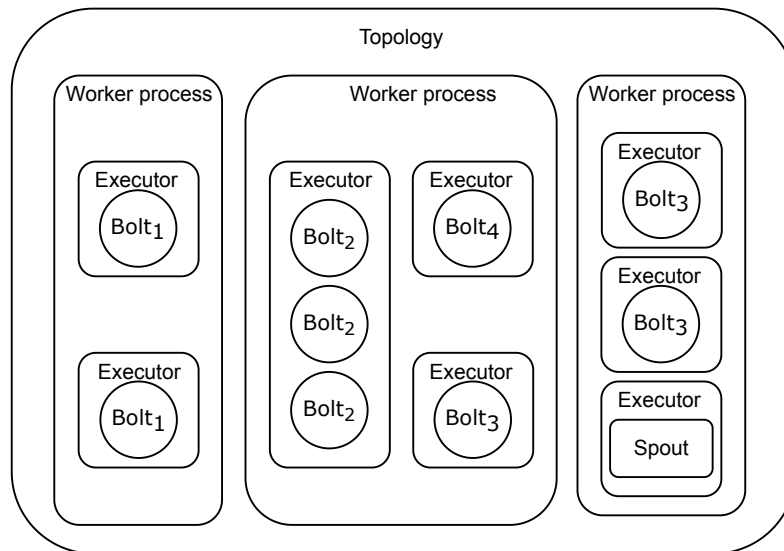 Topology
Worker process
Executor
Bolt1
Executor
Bolt1
Worker process
Executor
Bolt2
Bolt2
Bolt2
Executor
Bolt4
Executor
Bolt3
Worker process
Executor
Bolt3
Executor
Bolt3
Executor
Spout